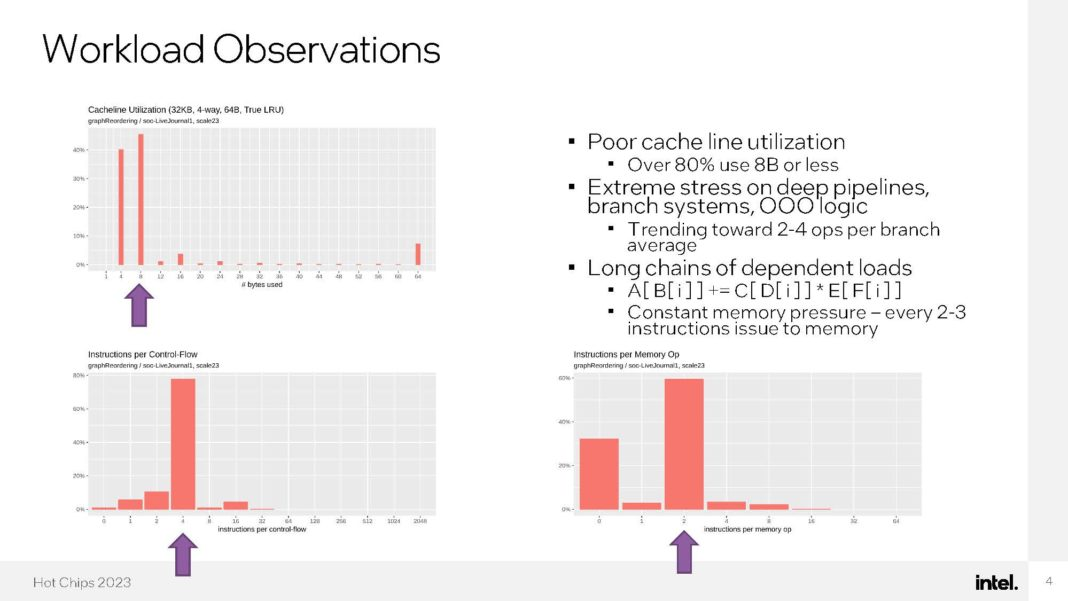 Workload Observations
Cacheline Utilization (32KB, 4-way, 64B, True LRU)
graphReordering / soc-LiveJournal1, scale23
40%
30%
20%
10%
0%
1 4 8 12 16 20 24 28 32 36 40 44 48 52 56 60 64
# bytes used
▪ Poor cache line utilization
▪ Over 80% use 8B or less
▪ Extreme stress on deep pipelines,
branch systems, OOO logic
▪ Trending toward 2-4 ops per branch
average
▪ Long chains of dependent loads
▪ A[B[i]] += C[D[i]] * E[F[i]]
▪ Constant memory pressure – every 2-3
instructions issue to memory
Instructions per Control-Flow
graphReordering / soc-LiveJournal1, scale23
80%
60%
40%
20%
0%
0 1 2 4 8 16 32 64 128 256 512 1024 2048
instructions per control-flow
Instructions per Memory Op
graphReordering / soc-LiveJournal1, scale23
60%
40%
20%
0%
0 1 2 4 8 16 32 64
instructions per memory op
Hot Chips 2023
intel.
4